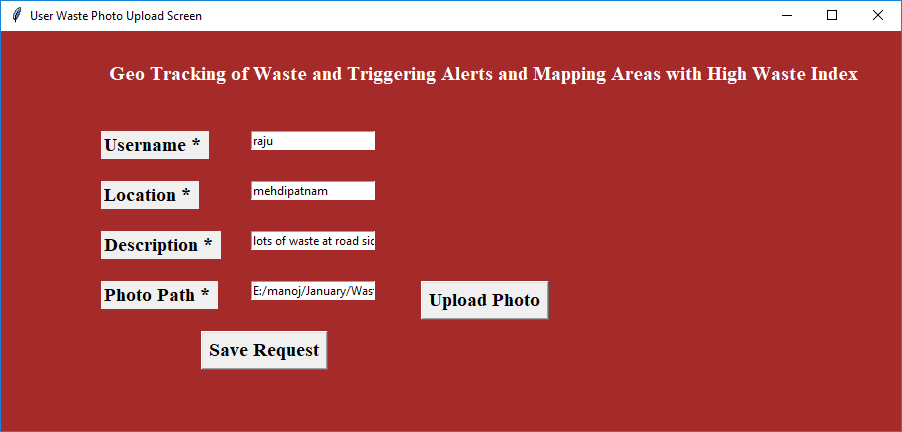 User Waste Photo Upload Screen
Geo Tracking of Waste and Triggering Alerts and Mapping Areas with High Waste Index
Username * raju
Location * mehdipatnam
Description * lots of waste at road sid
Photo Path * E:/manoj/January/Wast
Upload Photo
Save Request